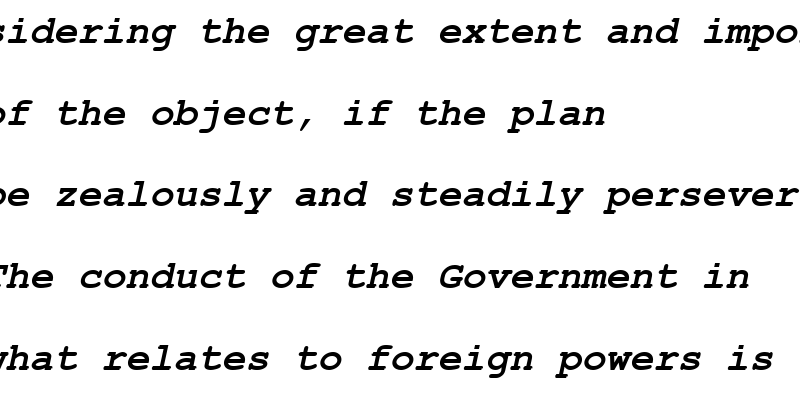 sidering the great extent and impor
of the object, if the plan
be zealously and steadily persever
The conduct of the Government in
what relates to foreign powers is